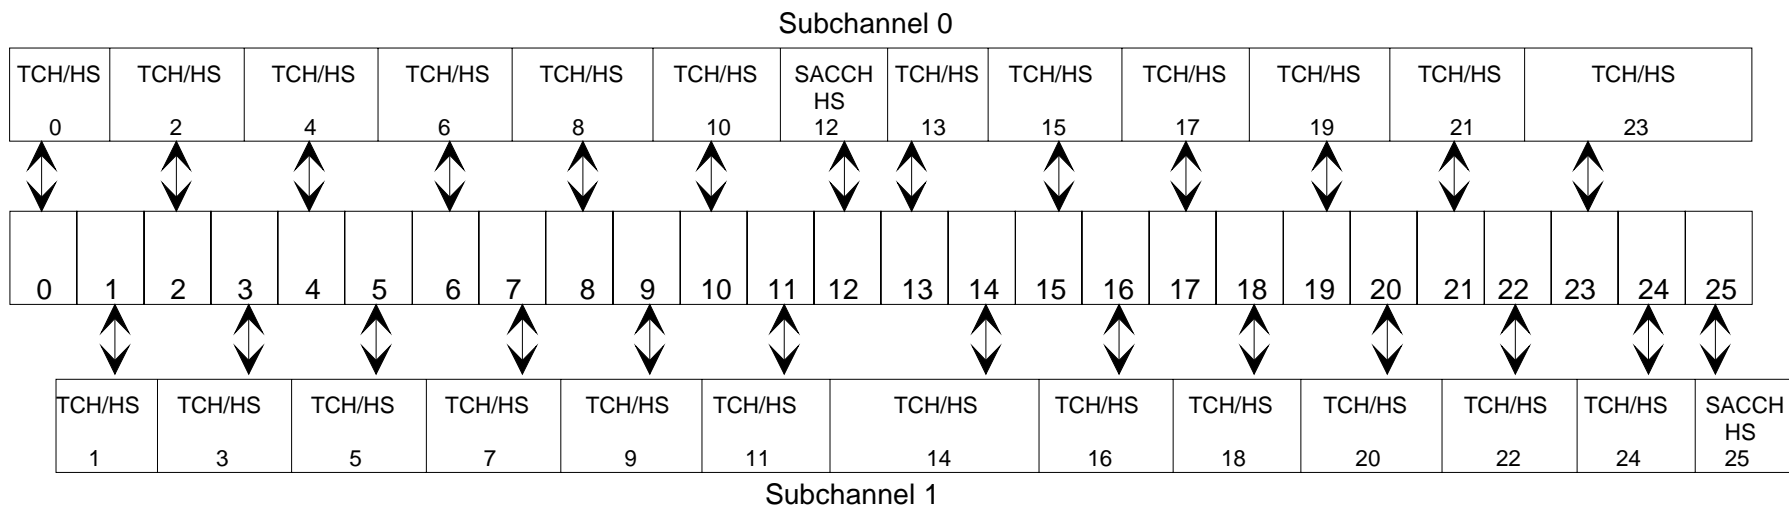 Subchannel 0
TCH/HS TCH/HS TCH/HS TCH/HS TCH/HS TCH/HS SACCH TCH/HS TCH/HS TCH/HS TCH/HS TCH/HS TCH/HS
HS
0 2 4 6 8 10 12 13 15 17 19 21 23
0 1 2 3 4 5 6 7 8 9 10 11 12 13 14 15 16 17 18 19 20 21 22 23 24 25
TCH/HS TCH/HS TCH/HS TCH/HS TCH/HS TCH/HS TCH/HS TCH/HS TCH/HS TCH/HS TCH/HS TCH/HS SACCH
HS
1 3 5 7 9 11 14 16 18 20 22 24 25
Subchannel 1